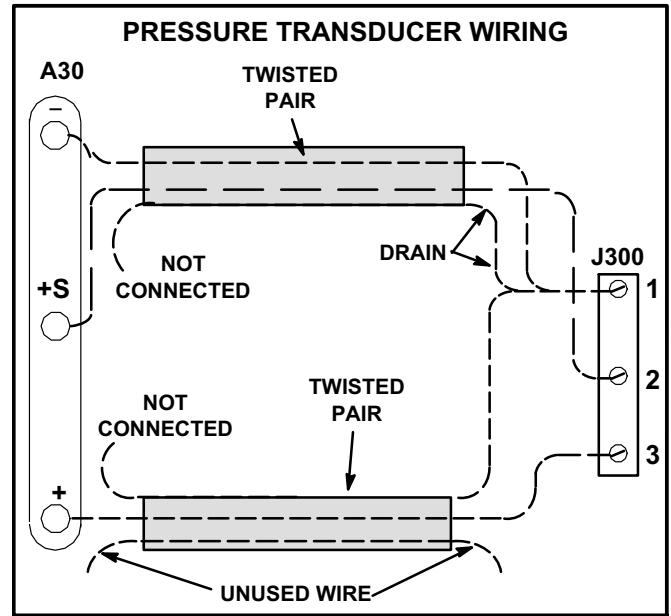 PRESSURE TRANSDUCER WIRING
A30
TWISTED
PAIR
–
DRAIN
J300
NOT
CONNECTED
1
+S
2
TWISTED
PAIR
NOT
CONNECTED
3
+
UNUSED WIRE